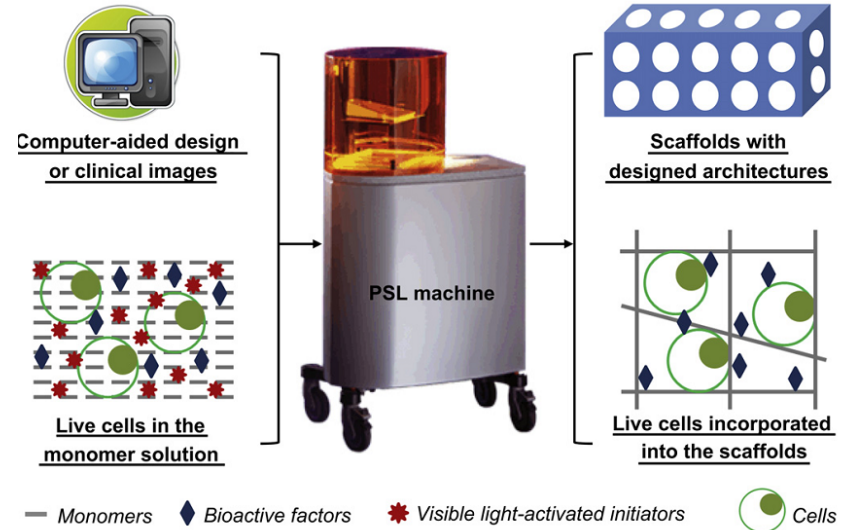 Computer-aided design
or clinical images
Scaffolds with
designed architectures
PSL machine
Live cells in the
monomer solution
Live cells incorporated
into the scaffolds
Monomers
Bioactive factors
Visible light-activated initiators
Cells